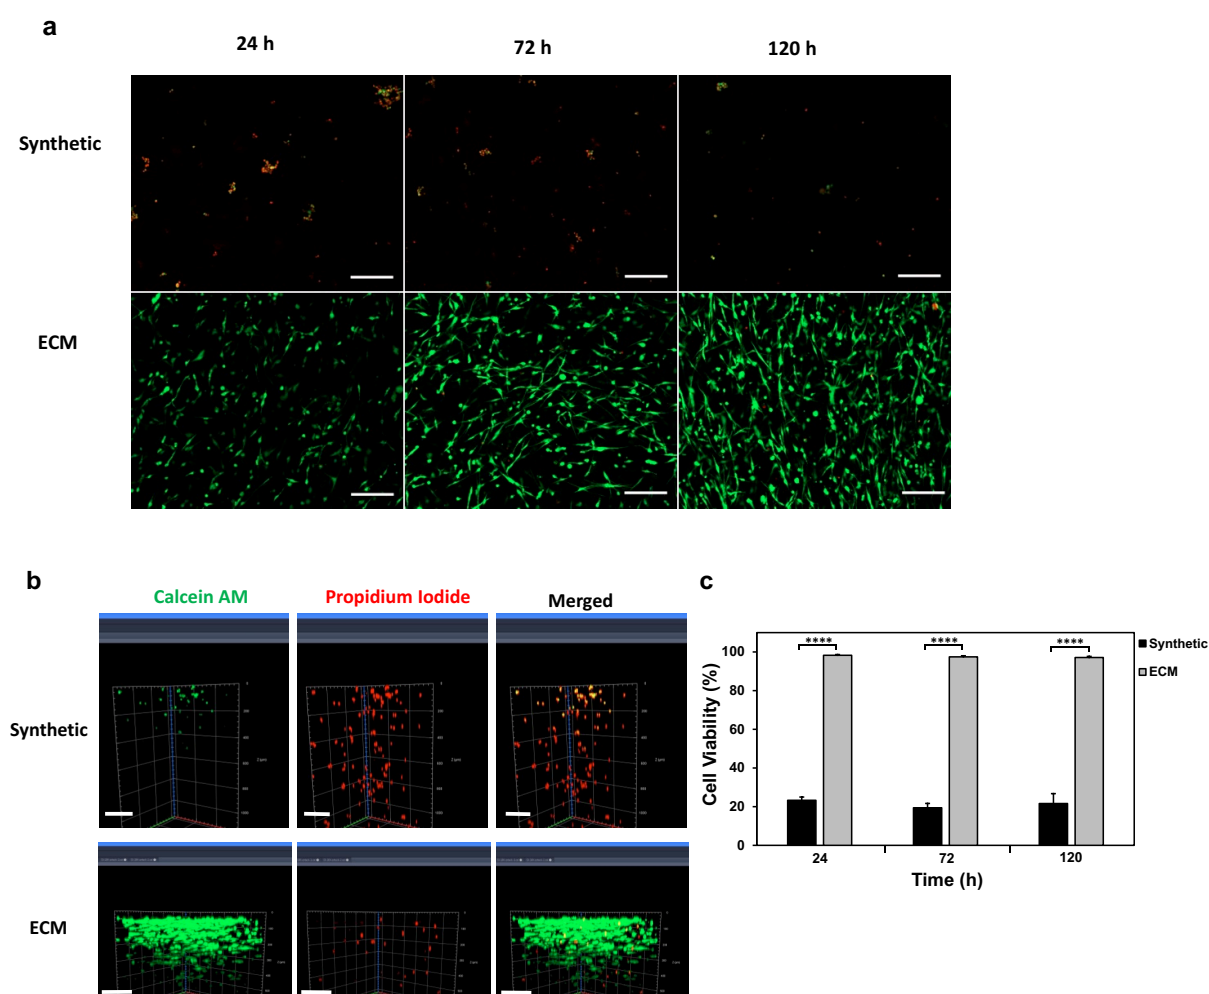 a
24 h
72 h
120 h
Synthetic
ECM
b
Calcein AM
Propidium Iodide
Merged
Synthetic
ECM
c
****
****
****
Synthetic
ECM
100
80
60
40
20
0
Cell Viability (%)
24
72
120
Time (h)